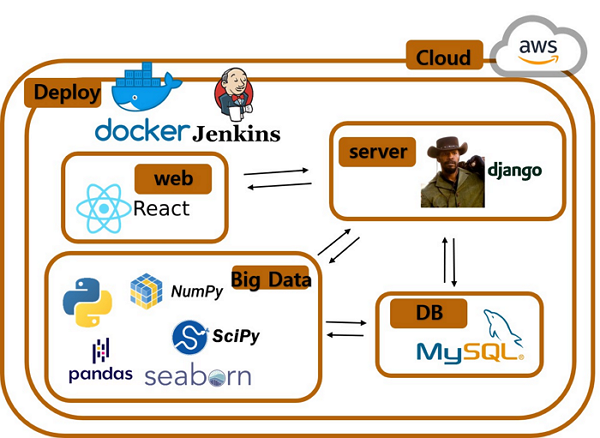 aws
Cloud
Deploy
docker
Jenkins
web
React
server
django
Big Data
NumPy
SciPy
pandas
seaborn
DB
MySQL®